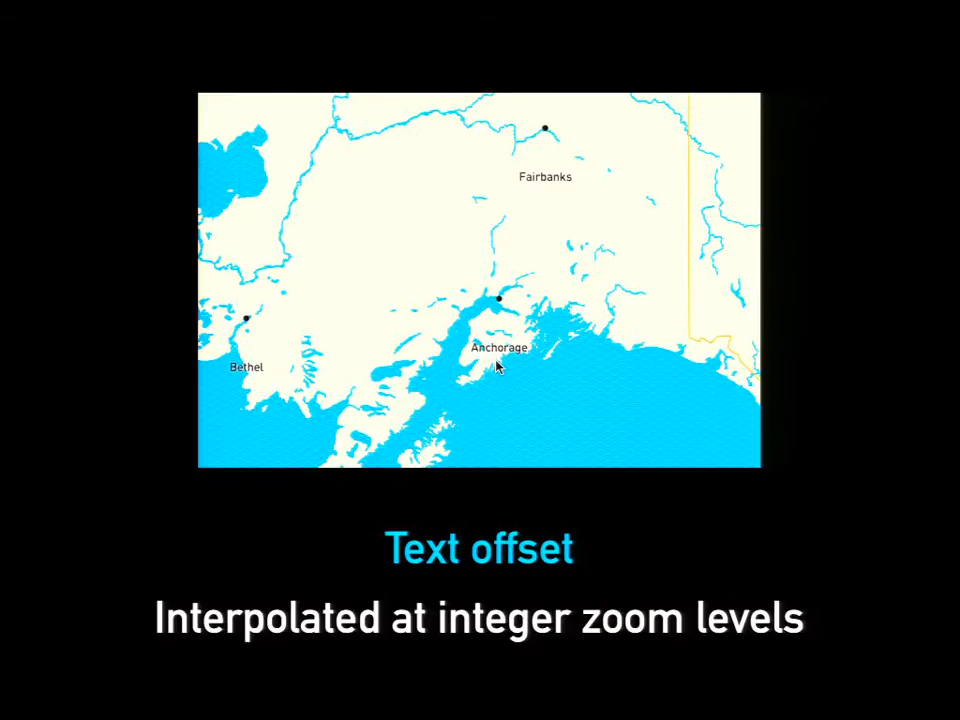 Fairbanks
Anchorage
Bethel
Text offset
Interpolated at integer zoom levels